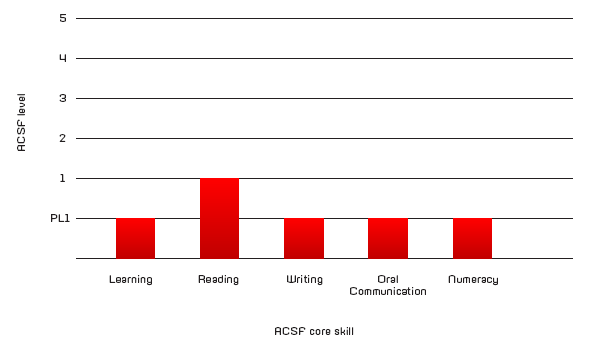 5
4
3
2
1
PL1
ACSF level
Learning
Reading
Writing
Oral
Communication
Numeracy
ACSF core skill